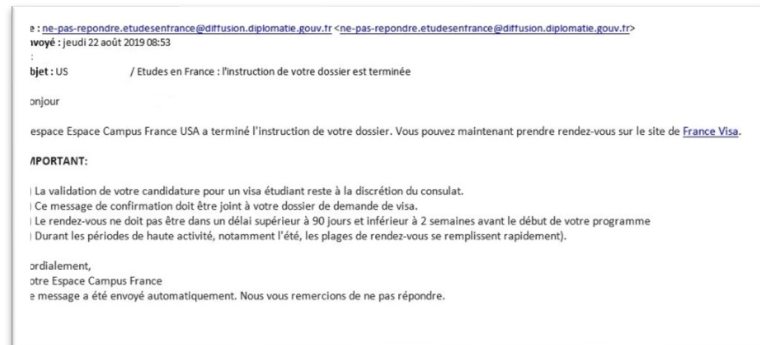 e : ne-pas-repondre.etudesenfrance@diffusion.diplomatie.gouv.fr <ne-pas-repondre.etudesenfrance@diffusion.diplomatie.gouv.fr>
nvoyé : jeudi 22 août 2019 08:53
:
bjet : US / Etudes en France : l'instruction de votre dossier est terminée
onjour
espace Espace Campus France USA a terminé l'instruction de votre dossier. Vous pouvez maintenant prendre rendez-vous sur le site de France Visa.
MPORTANT:
La validation de votre candidature pour un visa étudiant reste à la discrétion du consulat.
Ce message de confirmation doit être joint à votre dossier de demande de visa.
Le rendez-vous ne doit pas être dans un délai supérieur à 90 jours et inférieur à 2 semaines avant le début de votre programme
Durant les périodes de haute activité, notamment l'été, les plages de rendez-vous se remplissent rapidement).
ordialement,
otre Espace Campus France
e message a été envoyé automatiquement. Nous vous remercions de ne pas répondre.